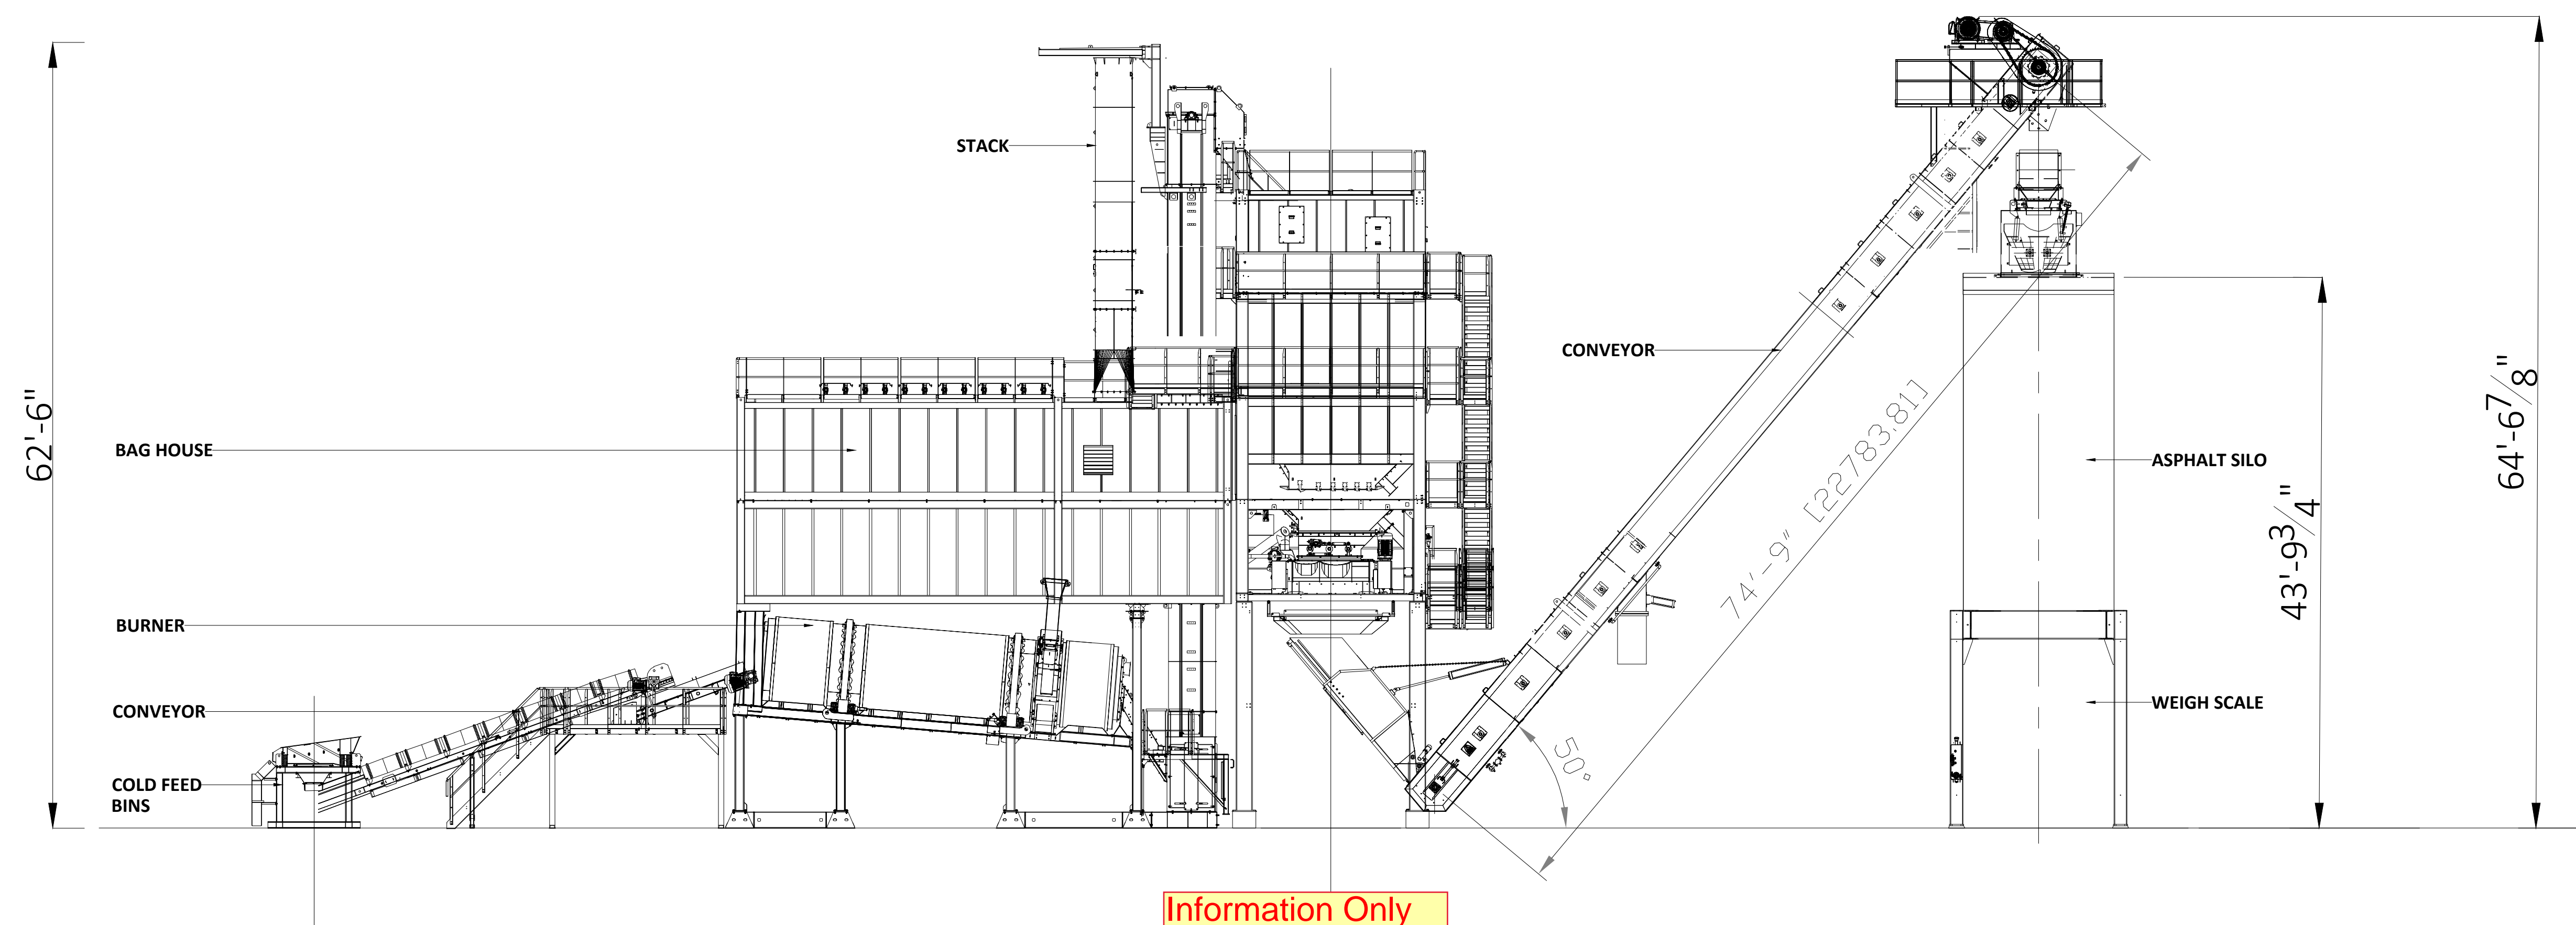 62'-6"
STACK
BAG HOUSE
BURNER
CONVEYOR
COLD FEED
BINS
CONVEYOR
74'-9" [22783.81]
50°
ASPHALT SILO
WEIGH SCALE
43'-9 3/4"
64'-6 7/8"
Information Only